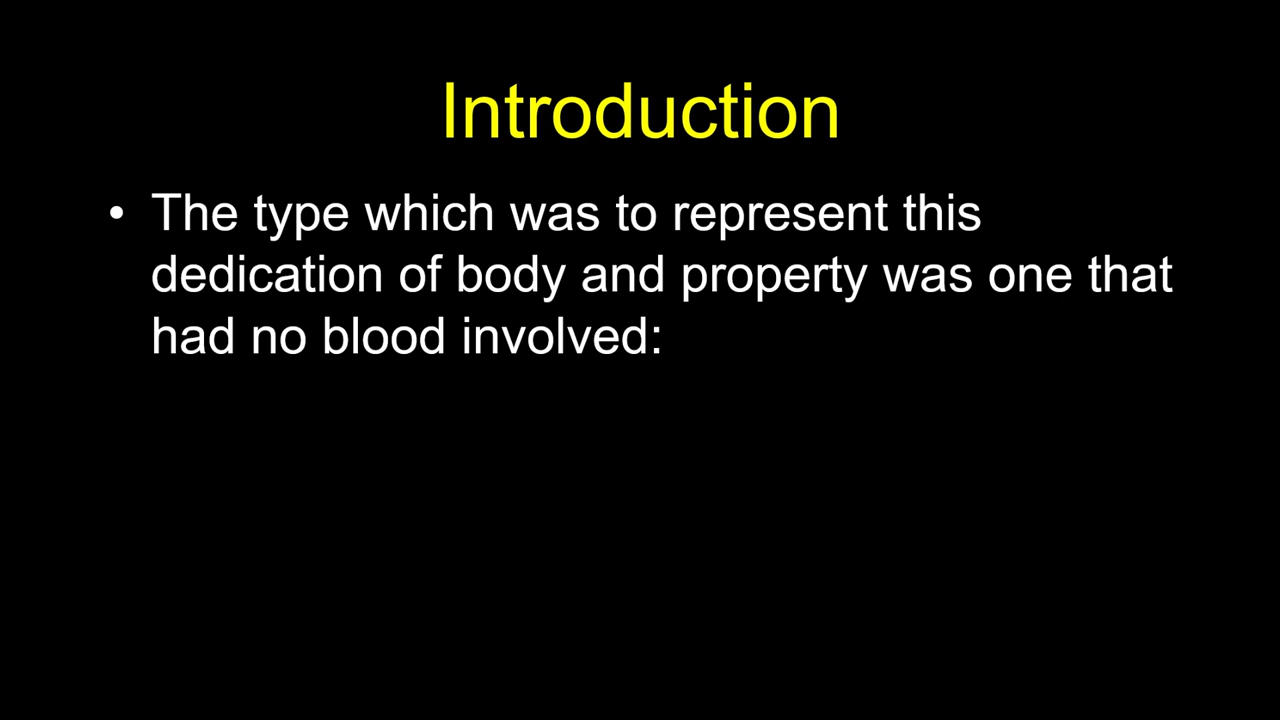 Introduction
• The type which was to represent this
dedication of body and property was one that
had no blood involved: